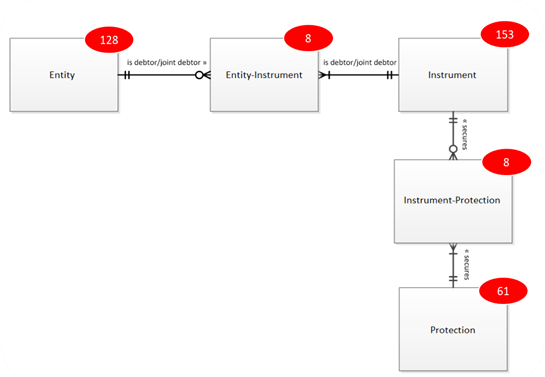 128
8
153
is debtor/joint debtor »
is debtor/joint debtor
Entity
Entity-Instrument
Instrument
« secures
8
Instrument-Protection
« secures
61
Protection